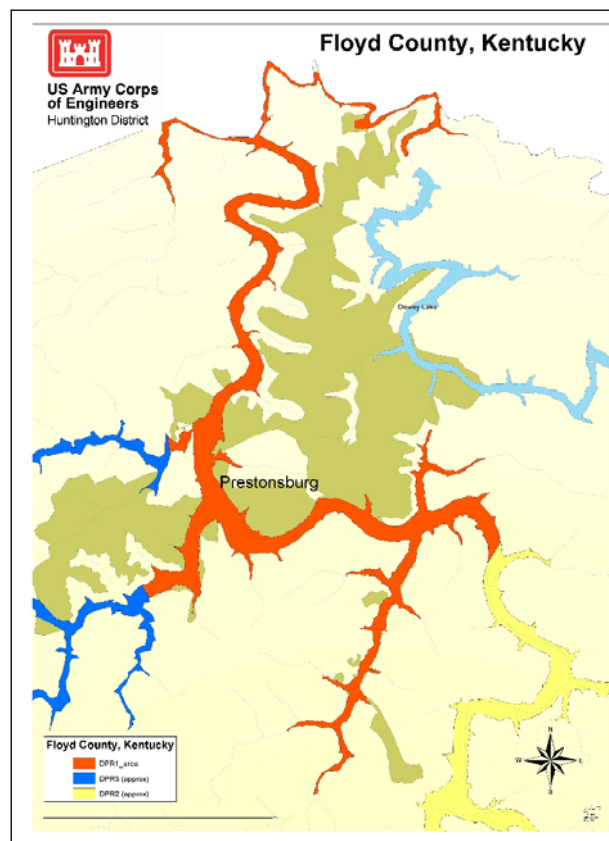 Floyd County, Kentucky
US Army Corps
of Engineers
Huntington District
Dewey Lake
Prestonsburg
Floyd County, Kentucky
DPR1_area
DPR3 (approx)
DPR2 (approx)
N
W
E
S